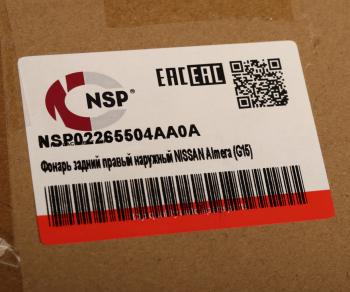 NSP®
EAC EAC
NSP02265504AA0A
Фонарь задний правый наружный NISSAN Almera (G15)